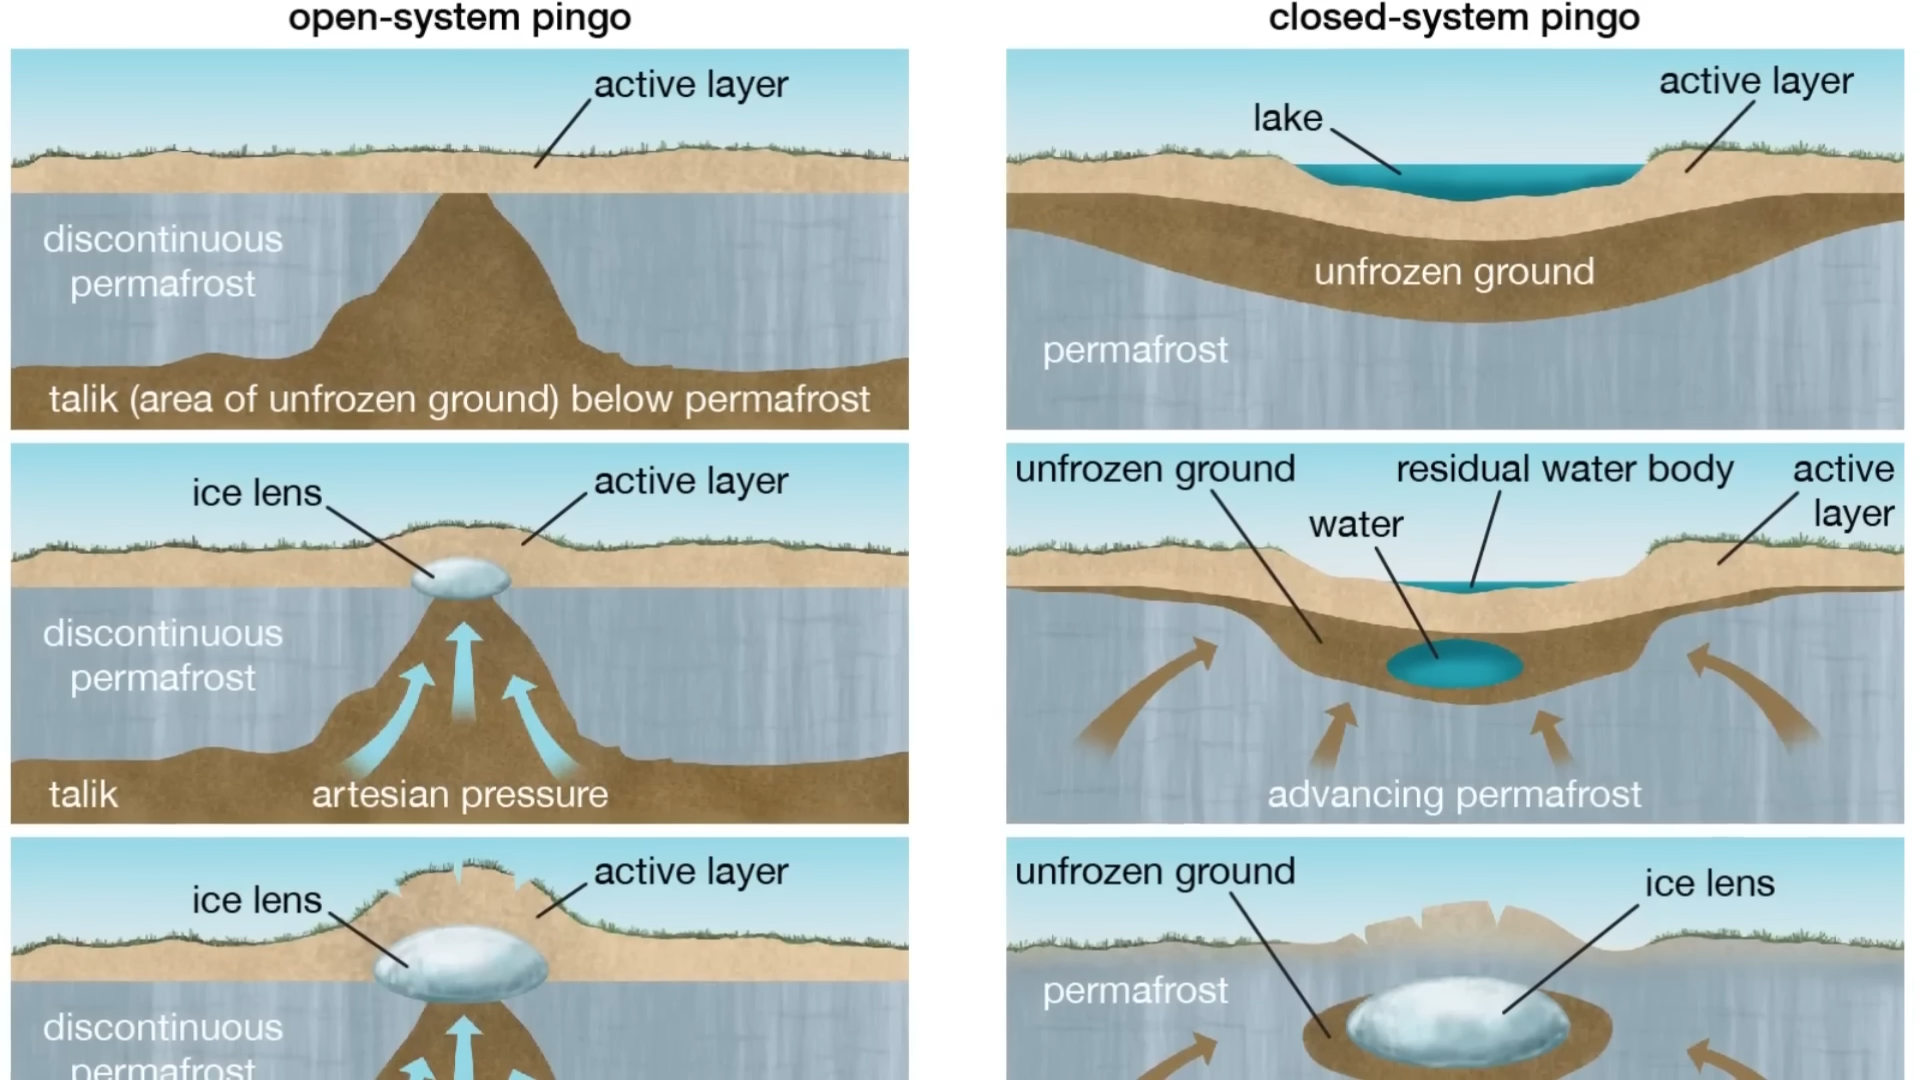 open-system pingo
active layer
discontinuous
permafrost
talik (area of unfrozen ground) below permafrost
ice lens
active layer
discontinuous
permafrost
talik
artesian pressure
ice lens
active layer
discontinuous
permafrost
closed-system pingo
lake
active layer
unfrozen ground
permafrost
unfrozen ground
residual water body
active
layer
water
advancing permafrost
unfrozen ground
ice lens
permafrost